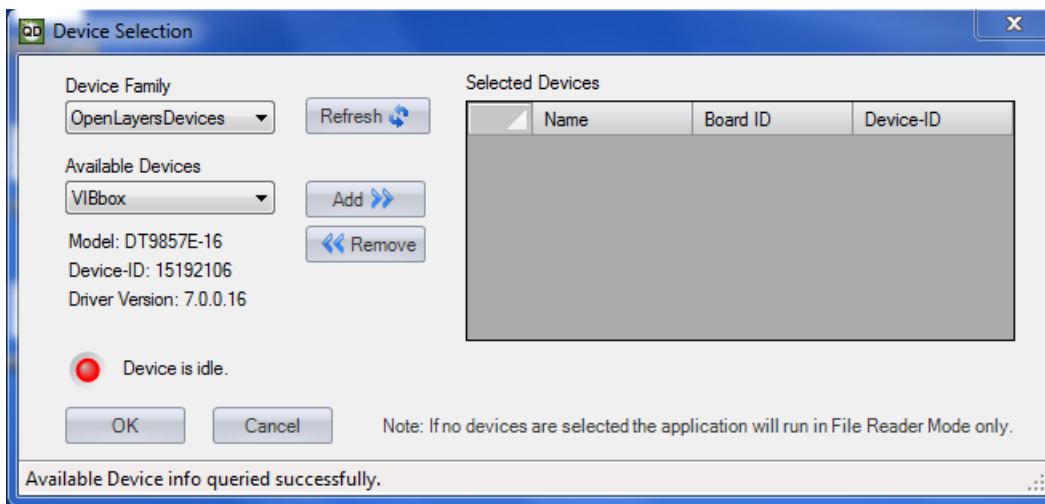 QD Device Selection
Device Family
OpenLayersDevices
Refresh
Available Devices
VIBbox
Add
Remove
Model: DT9857E-16
Device-ID: 15192106
Driver Version: 7.0.0.16
Selected Devices
Name Board ID Device-ID
Device is idle.
OK Cancel
Note: If no devices are selected the application will run in File Reader Mode only.
Available Device info queried successfully.